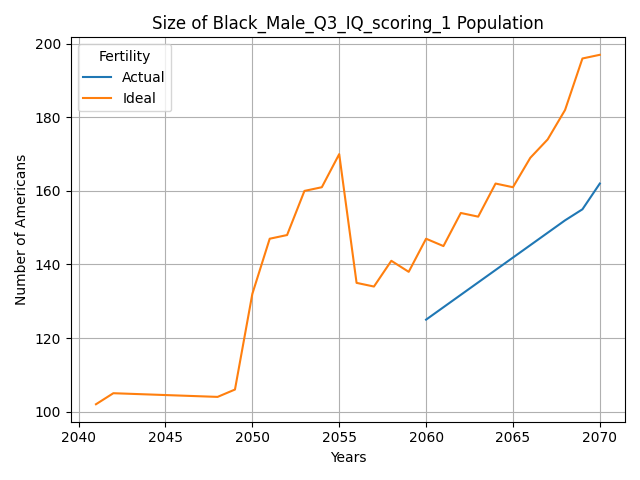 Size of Black_Male_Q3_IQ_scoring_1 Population
Fertility
Actual
Ideal
Number of Americans
200
180
160
140
120
100
2040 2045 2050 2055 2060 2065 2070
Years